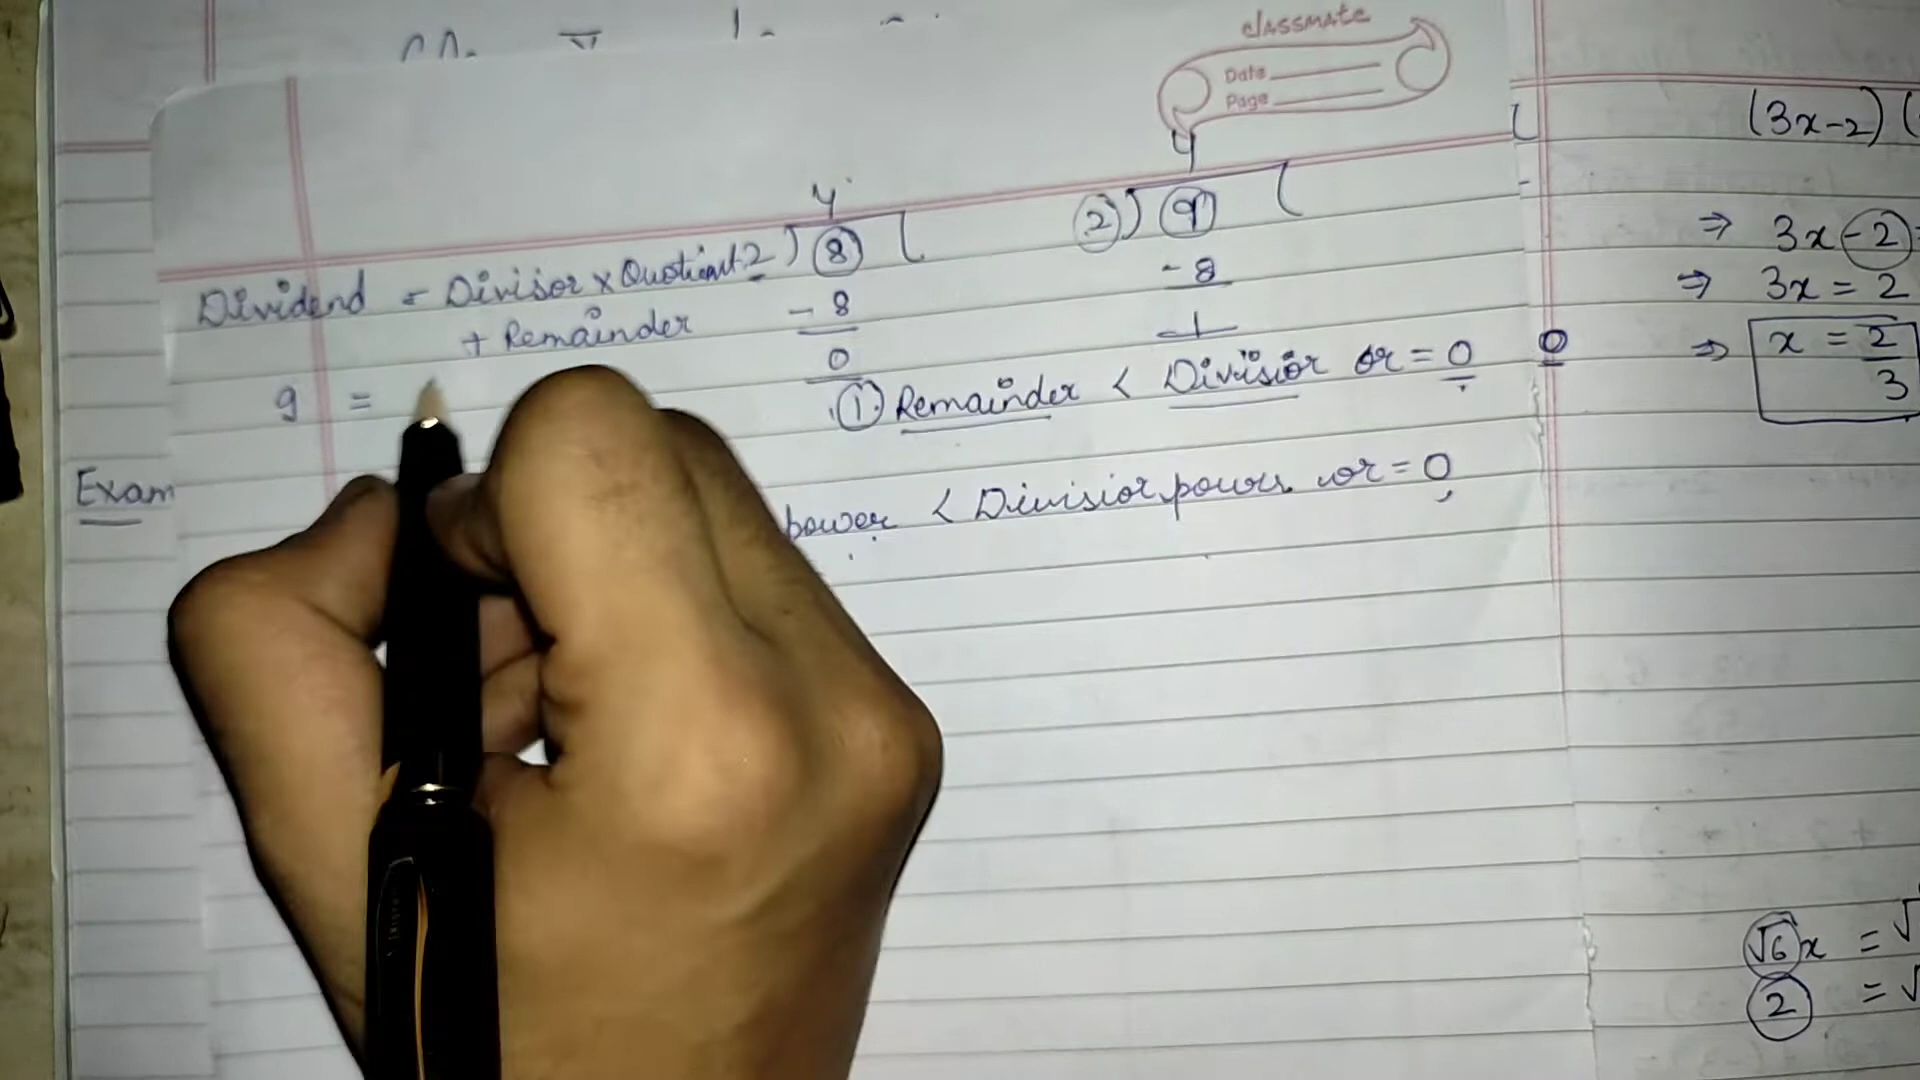 classmate
Date
Page
4
2) 8 (
- 8
0
4
2) 9 (
- 8
1
Dividend = Divisor x Quotient
+ Remainder
9 =
(1.) Remainder < Divisior or = 0 0
power < Divisior power or = 0
Exam
(3x-2) (
⇒ 3x -2 =
⇒ 3x = 2
⇒ x = 2/3
√6 x = √
2 = √